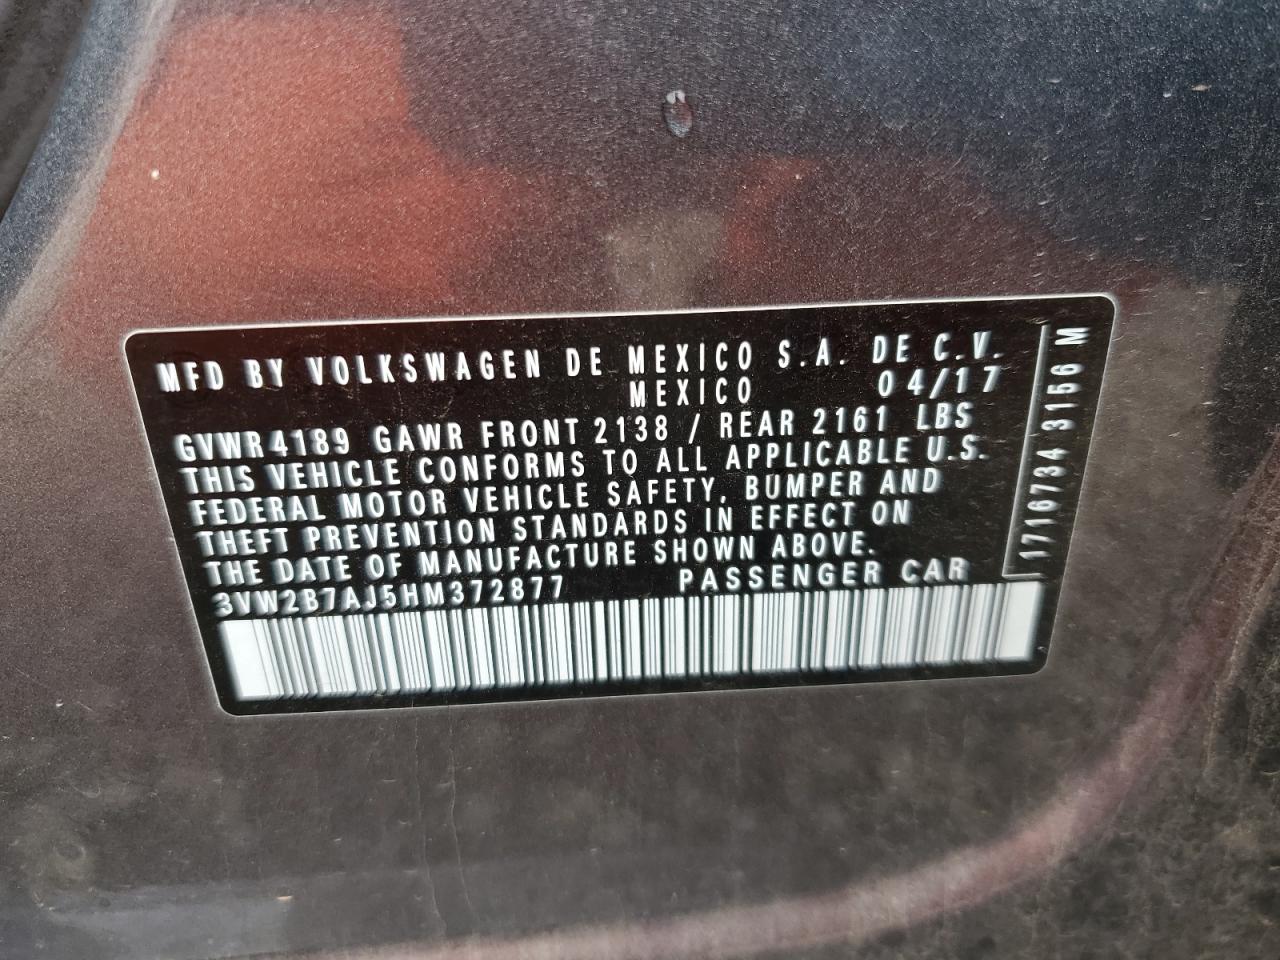 MFD BY VOLKSWAGEN DE MEXICO S.A. DE C.V.
MEXICO 04/17
GVWR 4189 GAWR FRONT 2138 / REAR 2161 LBS
THIS VEHICLE CONFORMS TO ALL APPLICABLE U.S.
FEDERAL MOTOR VEHICLE SAFETY, BUMPER AND
THEFT PREVENTION STANDARDS IN EFFECT ON
THE DATE OF MANUFACTURE SHOWN ABOVE.
3VW2B7AJ5HM372877 PASSENGER CAR
1716734 3156 M